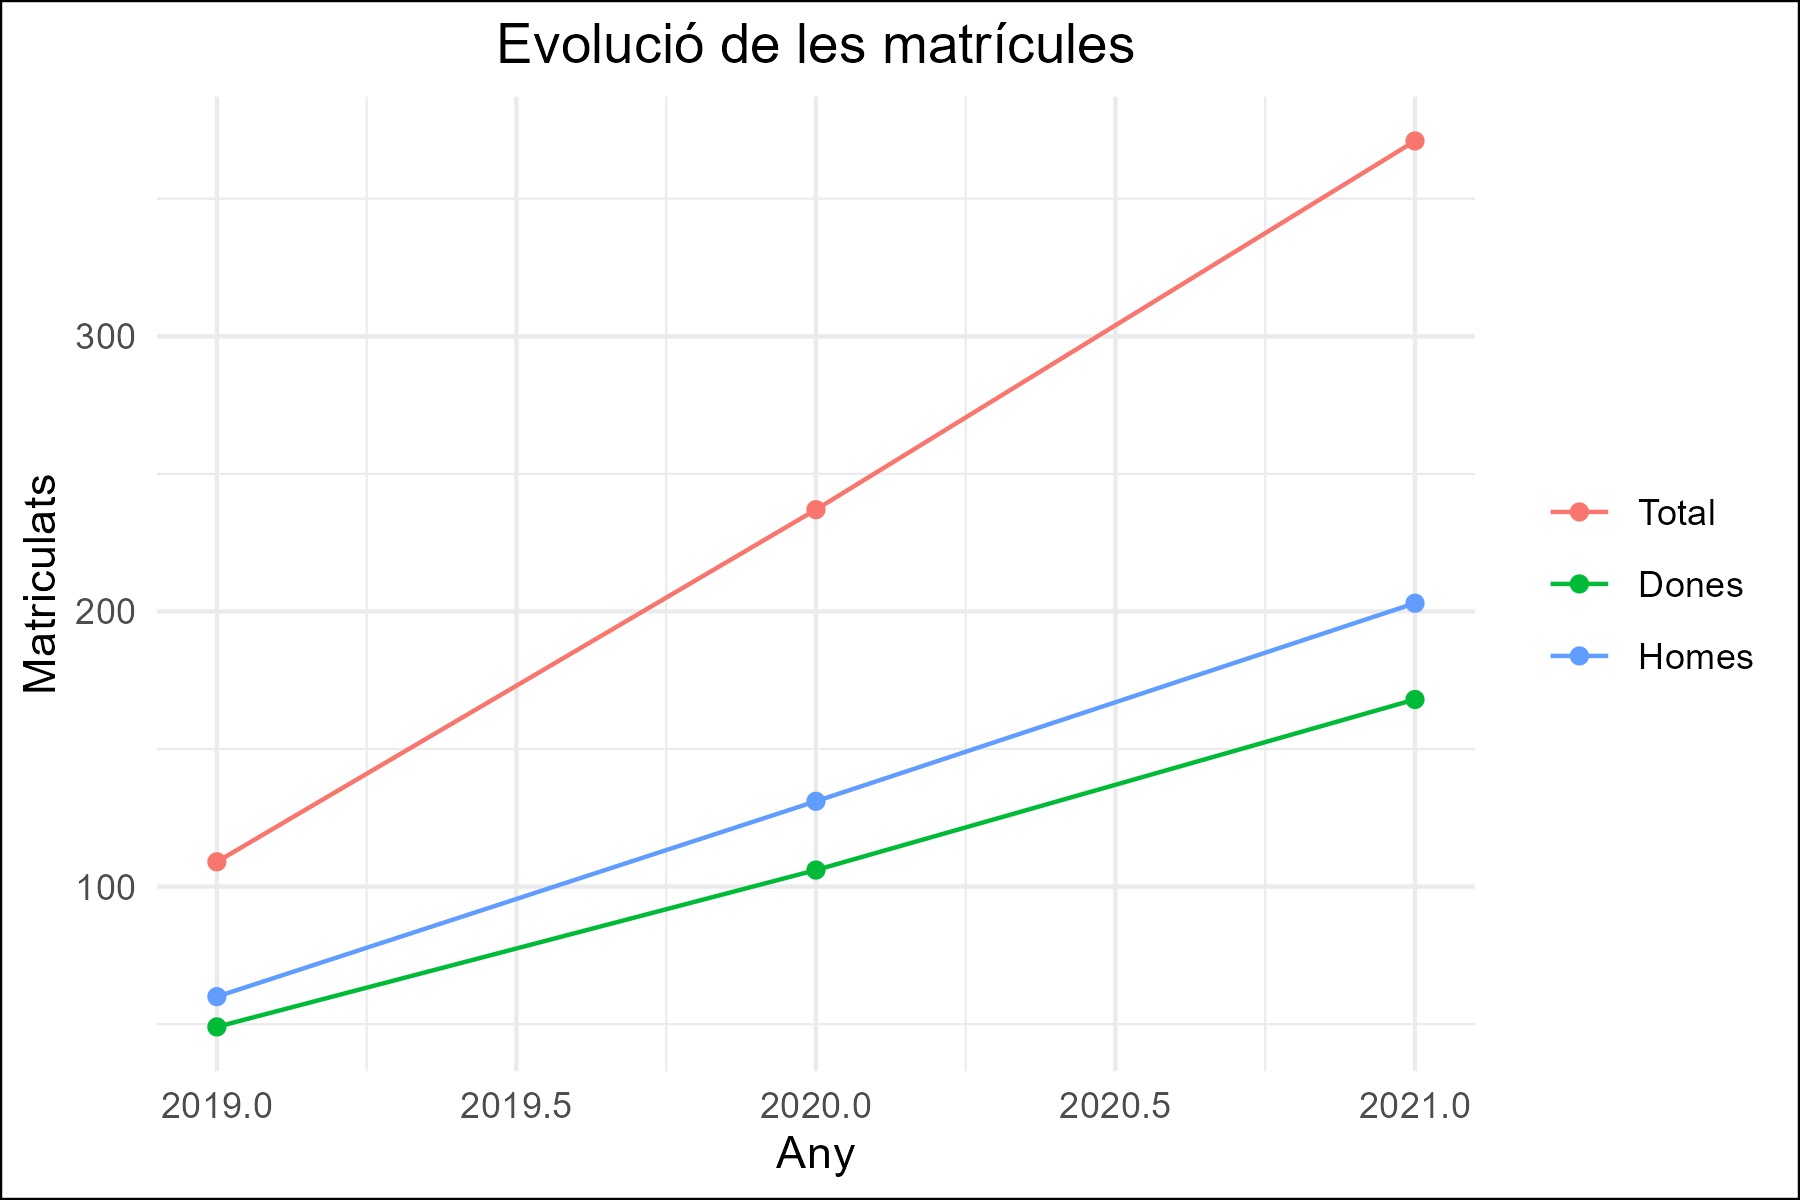 Evolució de les matrícules
Matriculats
300
200
100
2019.0
2019.5
2020.0
2020.5
2021.0
Any
Total
Dones
Homes